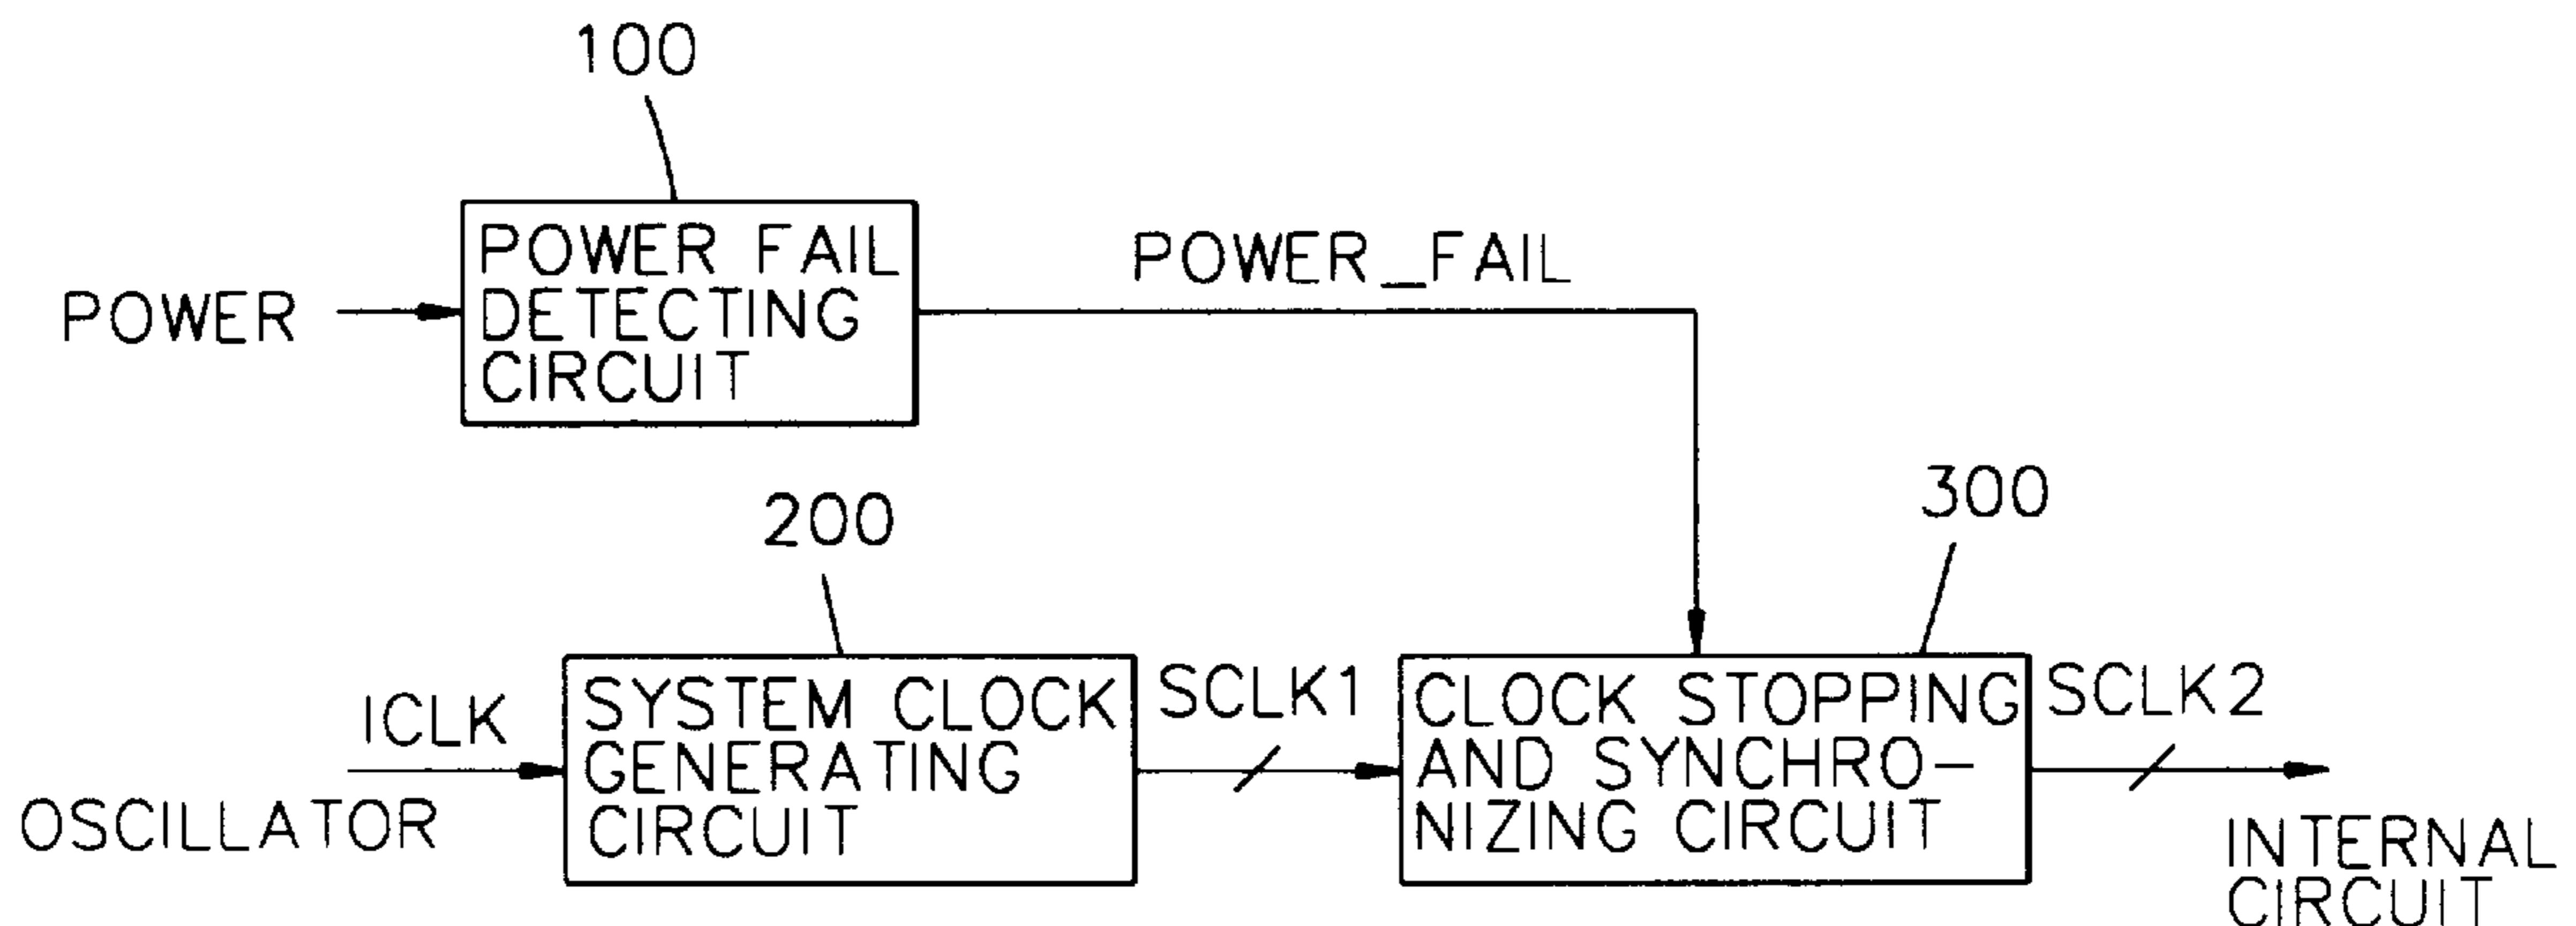 100
POWER FAIL
DETECTING
CIRCUIT
POWER
POWER_FAIL
200
300
ICLK
OSCILLATOR
SYSTEM CLOCK
GENERATING
CIRCUIT
SCLK1
CLOCK STOPPING
AND SYNCHRO-
NIZING CIRCUIT
SCLK2
INTERNAL
CIRCUIT